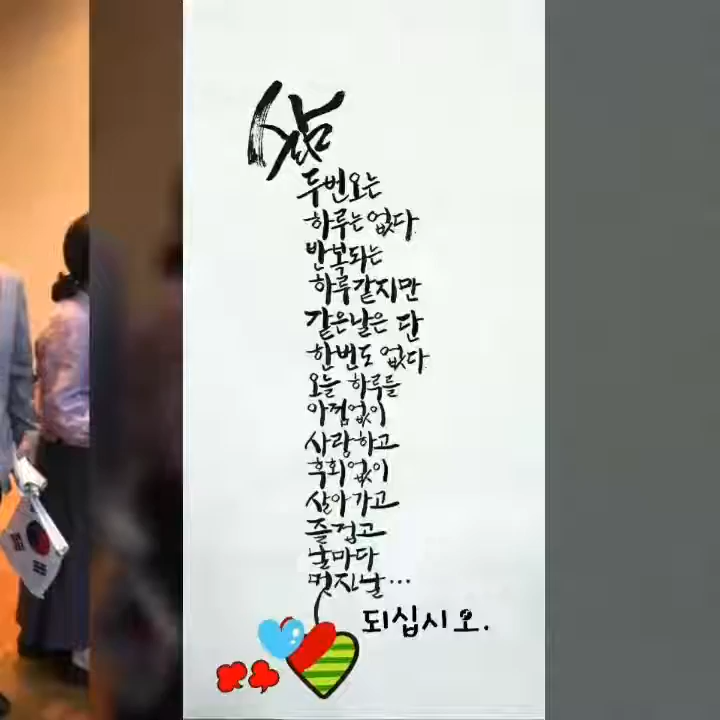 삶
두번오는
하루는 없다
반복되는
하루같지만
같은날은 단
한번도 없다
오늘 하루를
아낌없이
사랑하고
후회없이
살아가고
즐겁고
날마다
멋진날...
되십시오.